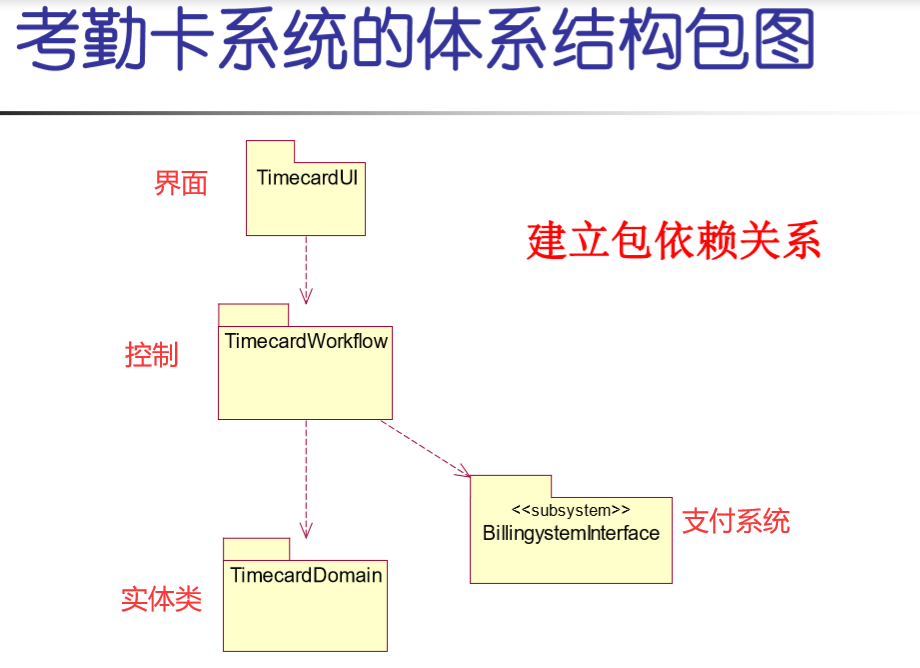 考勤卡系统的体系结构包图
界面
TimecardUI
建立包依赖关系
控制
TimecardWorkflow
<<subsystem>>
BillingystemInterface
支付系统
实体类
TimecardDomain